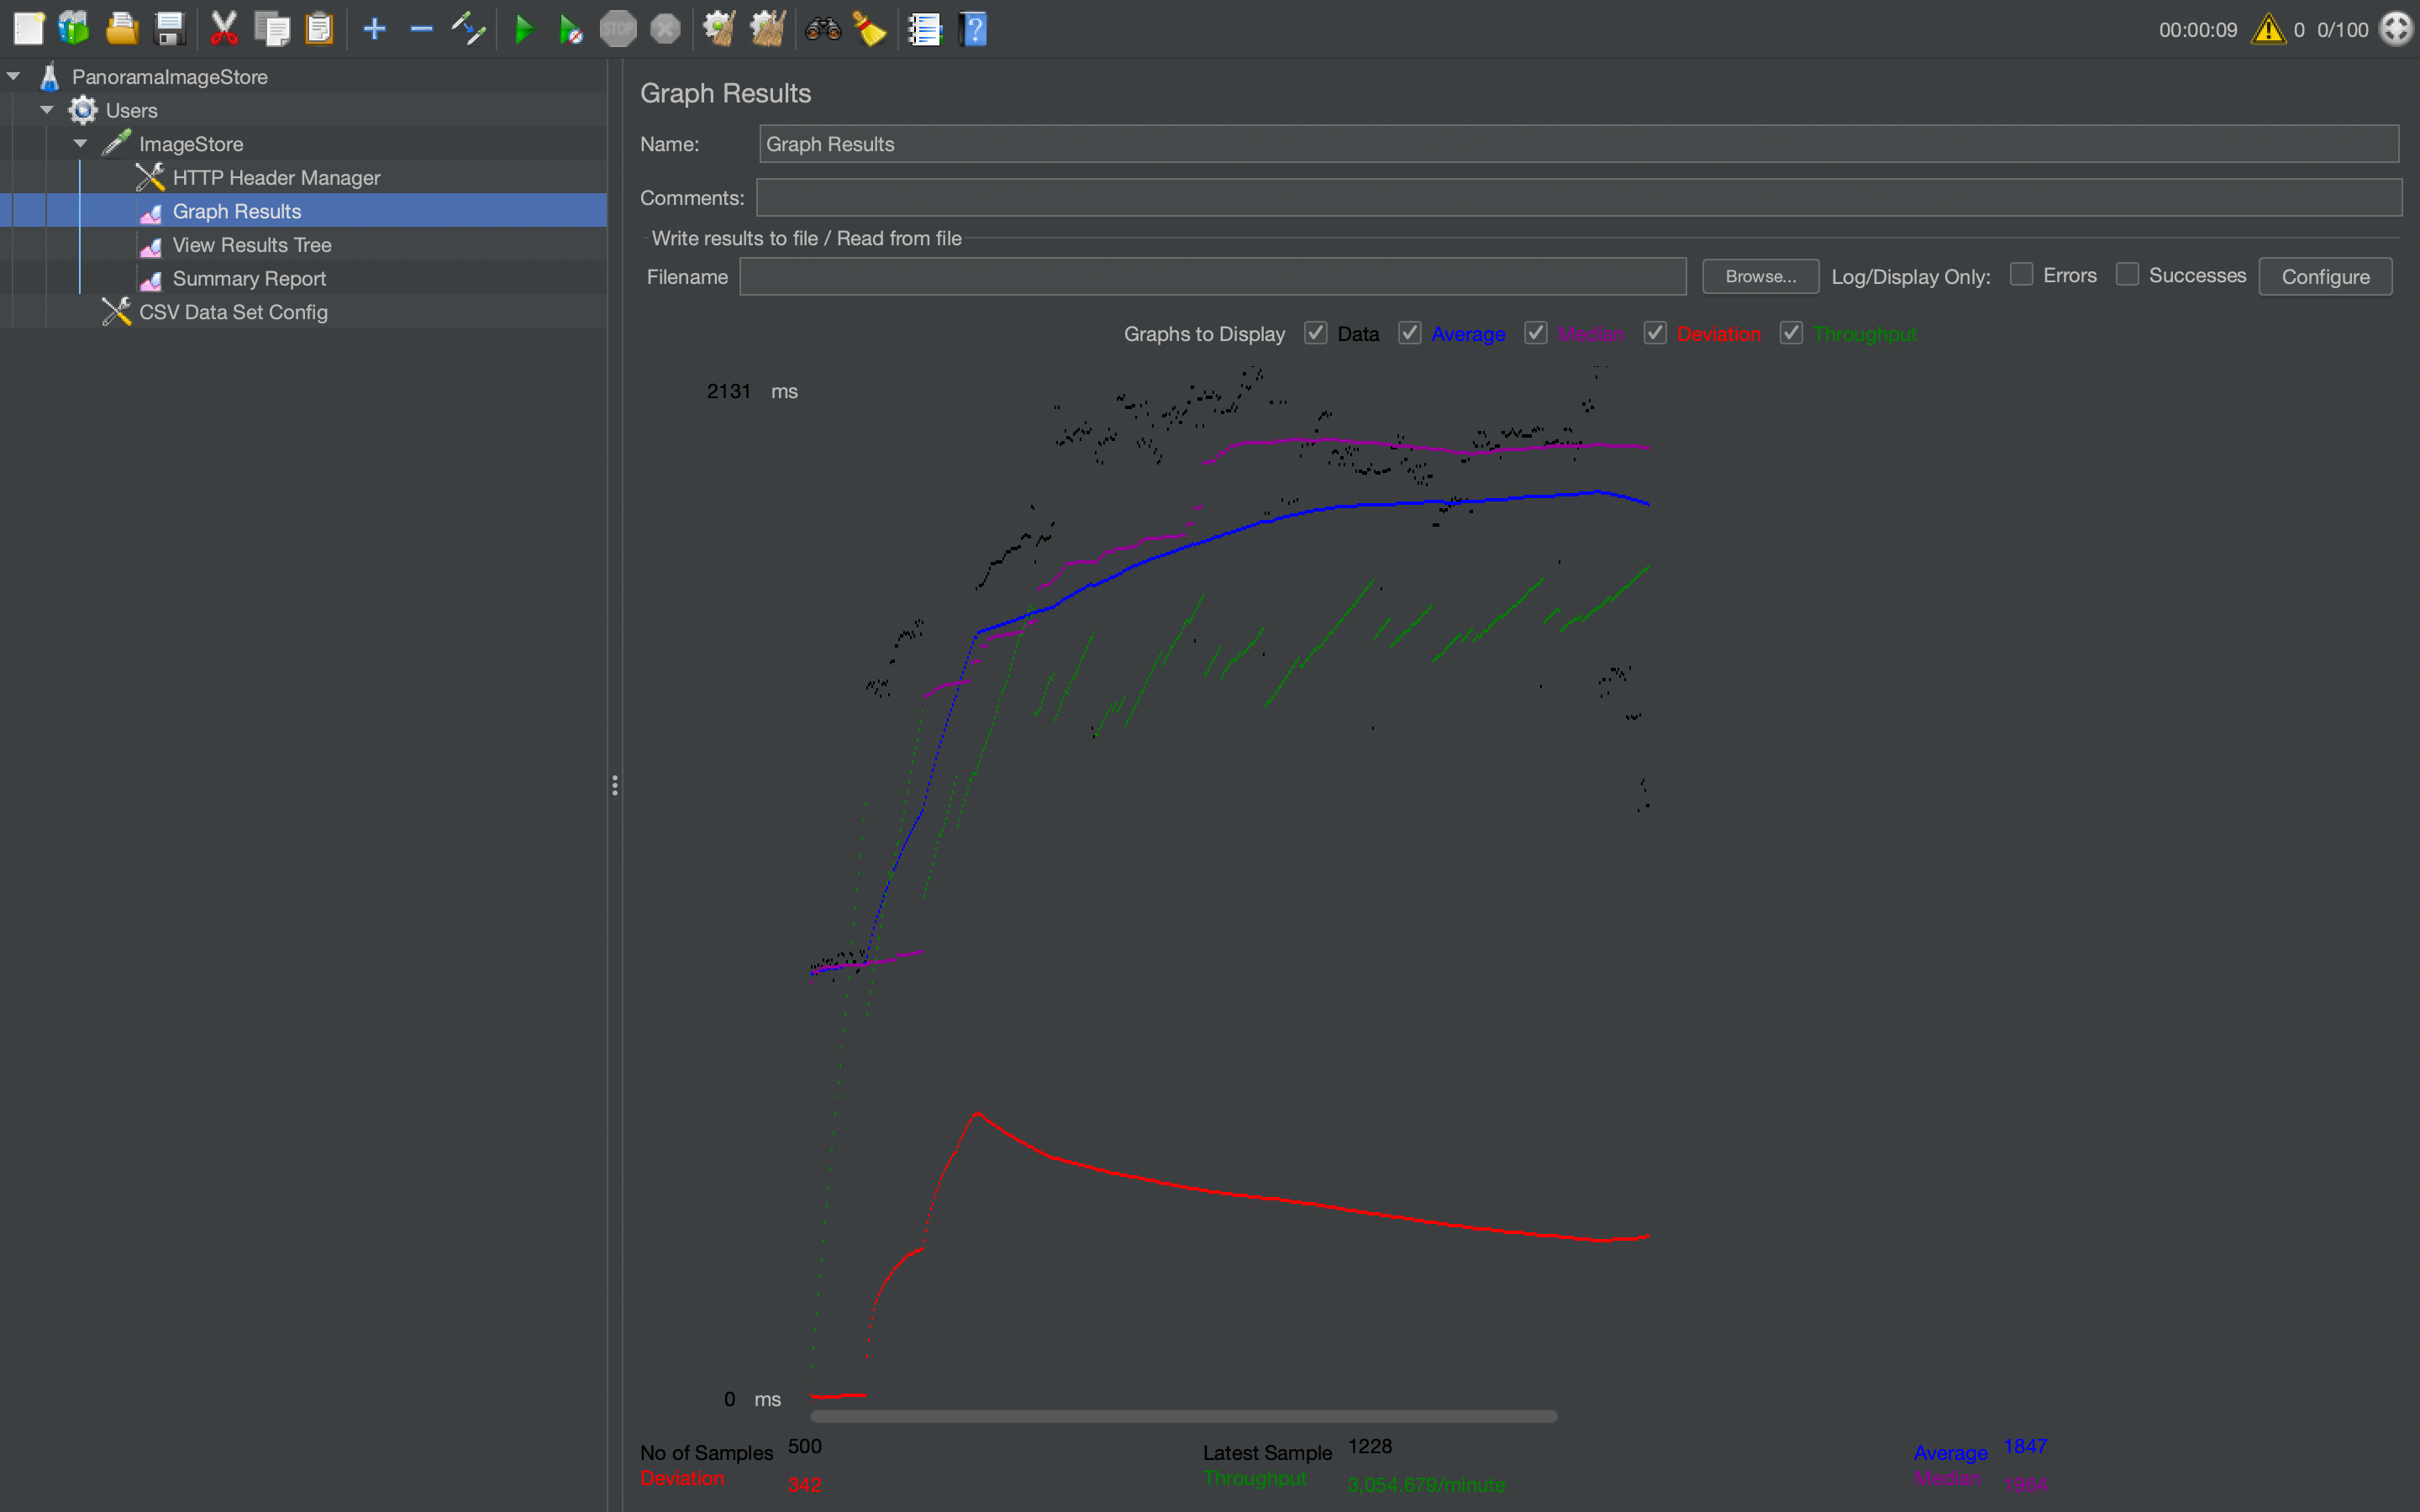 STOP
00:00:09 0 0/100
PanoramaImageStore
Users
ImageStore
HTTP Header Manager
Graph Results
View Results Tree
Summary Report
CSV Data Set Config
Graph Results
Name: Graph Results
Comments:
Write results to file / Read from file
Filename Browse... Log/Display Only: Errors Successes Configure
Graphs to Display Data Average Median Deviation Throughput
2131 ms
0 ms
No of Samples 500 Latest Sample 1228 Average 1847
Deviation 342 Throughput 3,054.679/minute Median 1984